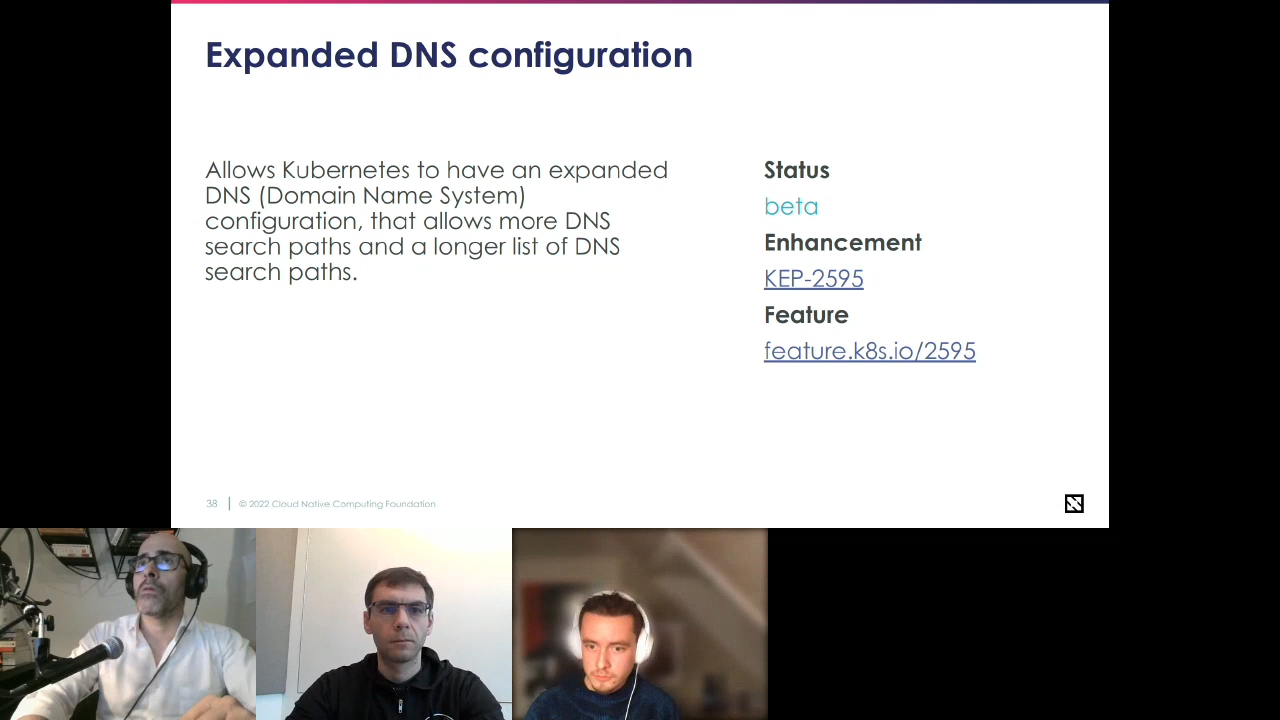 Expanded DNS configuration
Allows Kubernetes to have an expanded
DNS (Domain Name System)
configuration, that allows more DNS
search paths and a longer list of DNS
search paths.
Status
beta
Enhancement
KEP-2595
Feature
feature.k8s.io/2595
38 | © 2022 Cloud Native Computing Foundation